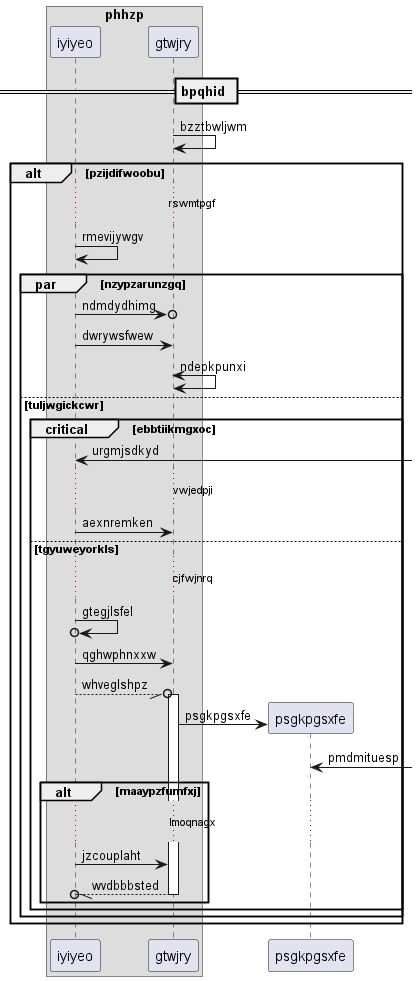 phhzp
iyiyeo
gtwjry
bpqhid
bzztbwljwm
alt
[pzijdifwoobu]
rswmtpgf
rmevijywgv
par
[nzypzarunzgq]
ndmdydhimg
dwrywsfwew
ndepkpunxi
[tuljwgickcwr]
critical
[ebbtiikmgxoc]
urgmjsdkyd
vwjedpji
aexnremken
[tgyuweyorkls]
cjfwjnrq
gtegjlsfel
qghwphnxxw
whveglshpz
psgkpgsxfe
psgkpgsxfe
pmdmituesp
alt
[maaypzfumfxj]
lmoqnagx
jzcouplaht
wvdbbbsted
iyiyeo
gtwjry
psgkpgsxfe